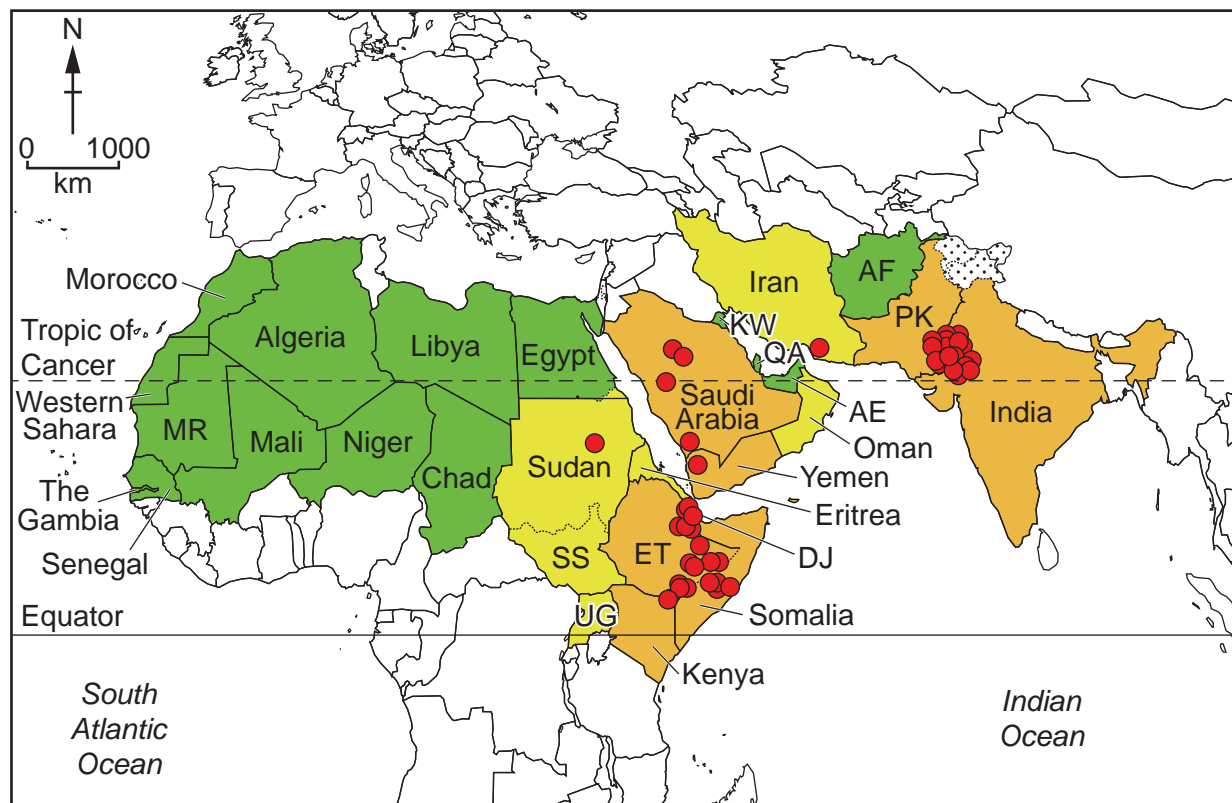 N
0 1000
km
Morocco
Tropic of
Cancer
Western
Sahara
The
Gambia
Senegal
Equator
Algeria
Libya
Egypt
MR
Mali
Niger
Chad
Sudan
SS
UG
ET
Iran
AF
PK
KW
QA
Saudi
Arabia
AE
Oman
Yemen
Eritrea
DJ
Somalia
Kenya
India
South
Atlantic
Ocean
Indian
Ocean